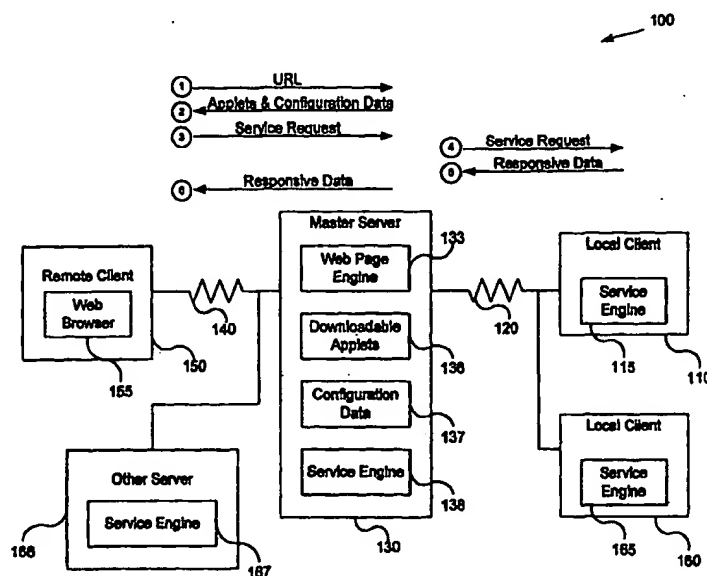 100
1 URL
2 Applets & Configuration Data
3 Service Request
4 Service Request
5 Responsive Data
6 Responsive Data
Master Server
133
Web Page
Engine
Remote Client
Web
Browser
155
150
140
120
Local Client
Service
Engine
115
110
Downloadable
Applets
136
Configuration
Data
137
Service Engine
138
130
Other Server
Service Engine
166
167
Local Client
Service
Engine
165
160